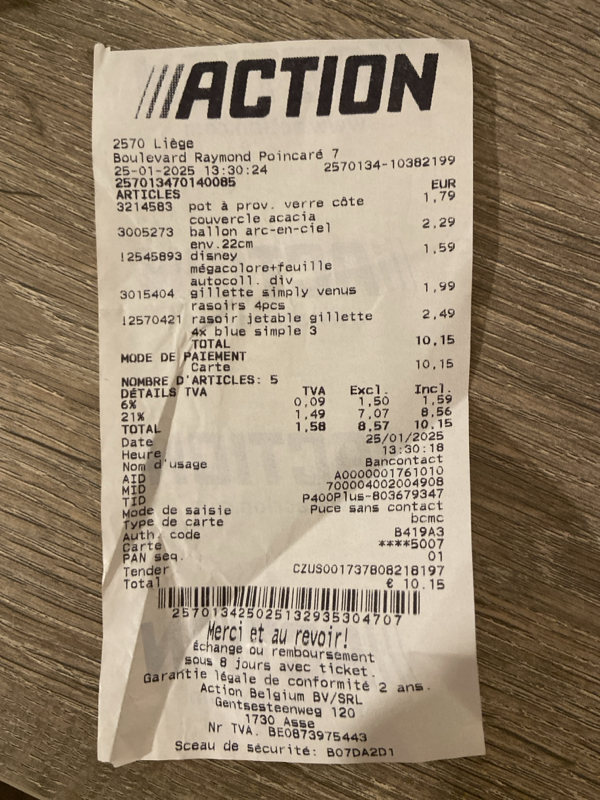 ACTION
2570 Liège
Boulevard Raymond Poincaré 7
25-01-2025 13:30:24 2570134-10382199
257013470140085
ARTICLES EUR
3214583 pot à prov. verre côte 1,79
couvercle acacia
3005273 ballon arc-en-ciel 2,29
env.22cm
!2545893 disney 1,59
mégacolore+feuille
autocoll. div
3015404 gillette simply venus 1,99
rasoirs 4pcs
!2570421 rasoir jetable gillette 2,49
4x blue simple 3
TOTAL 10,15
MODE DE PAIEMENT
Carte 10,15
NOMBRE D'ARTICLES: 5
DÉTAILS TVA TVA Excl. Incl.
6% 0,09 1,50 1,59
21% 1,49 7,07 8,56
TOTAL 1,58 8,57 10,15
Date 25/01/2025
Heure 13:30:18
Nom d'usage Bancontact
AID A0000001761010
MID 700004002004908
TID P400Plus-803679347
Mode de saisie Puce sans contact
Type de carte bcmc
Auth. code B419A3
Carte ****5007
PAN seq. 01
Tender CZUS001737808218197
Total € 10.15
257013425025132935304707
Merci et au revoir!
échange ou remboursement
sous 8 jours avec ticket.
Garantie légale de conformité 2 ans.
Action Belgium BV/SRL
Gentsesteenweg 120
1730 Asse
Nr TVA. BE0873975443
Sceau de sécurité: B07DA2D1